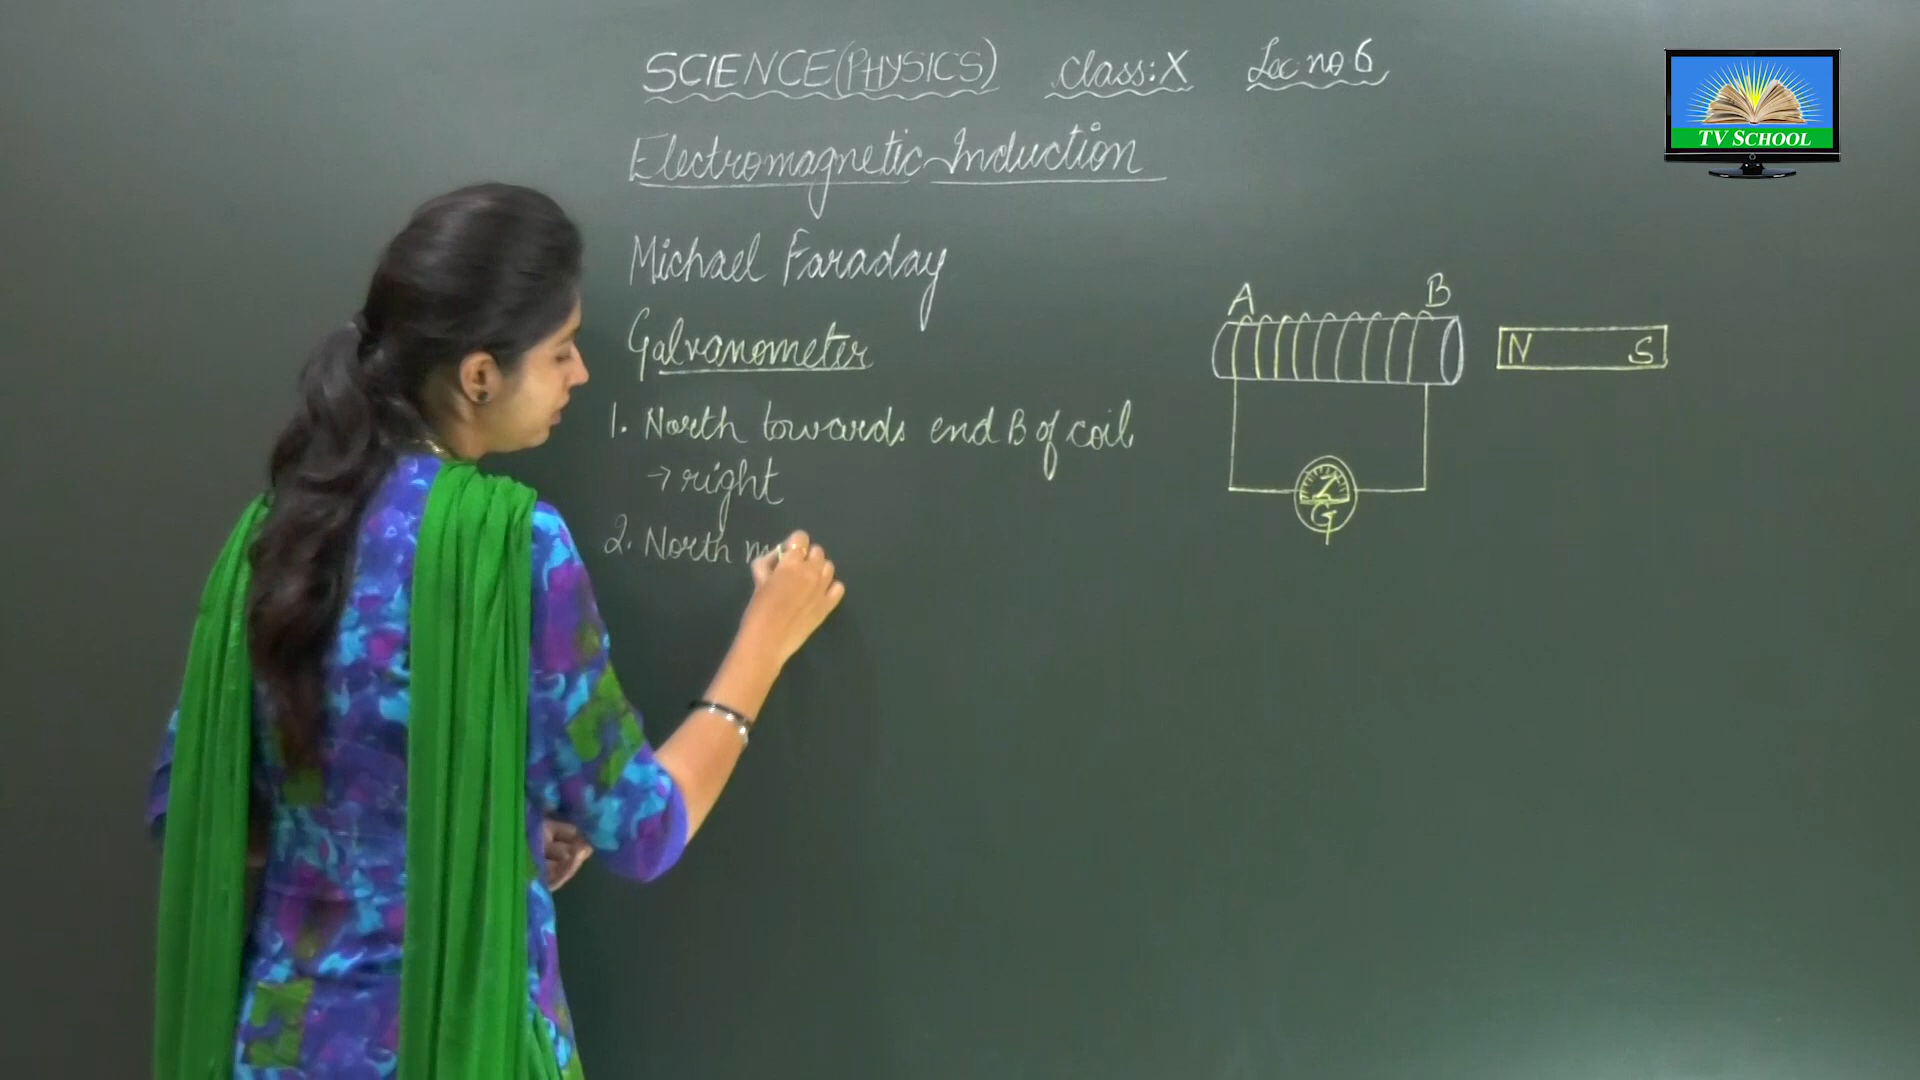 SCIENCE(PHYSICS) Class:X Lec no 6
TV SCHOOL
Electromagnetic Induction
Michael Faraday
Galvanometer
A B
N S
1. North towards end B of coil
→ right
G
2. North